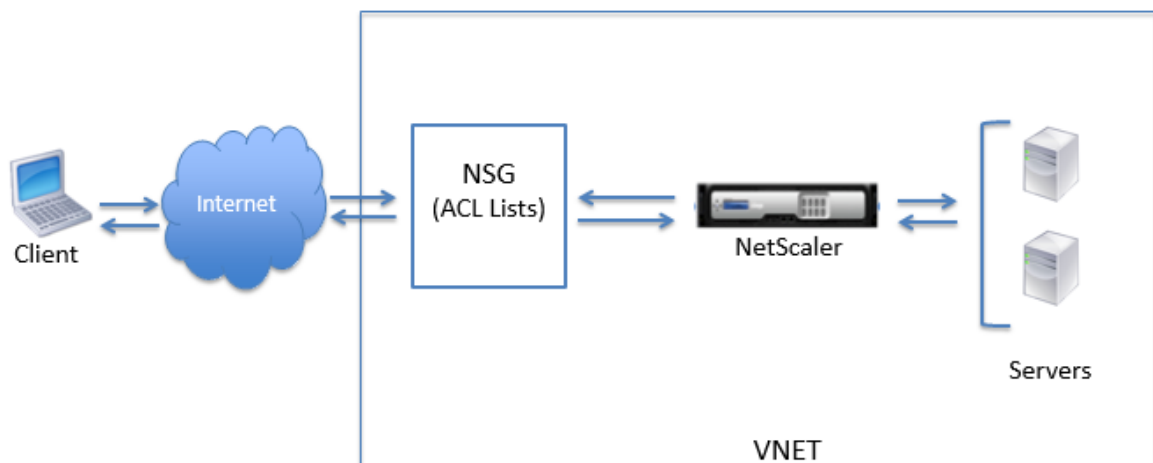 Client
Internet
NSG
(ACL Lists)
NetScaler
Servers
VNET